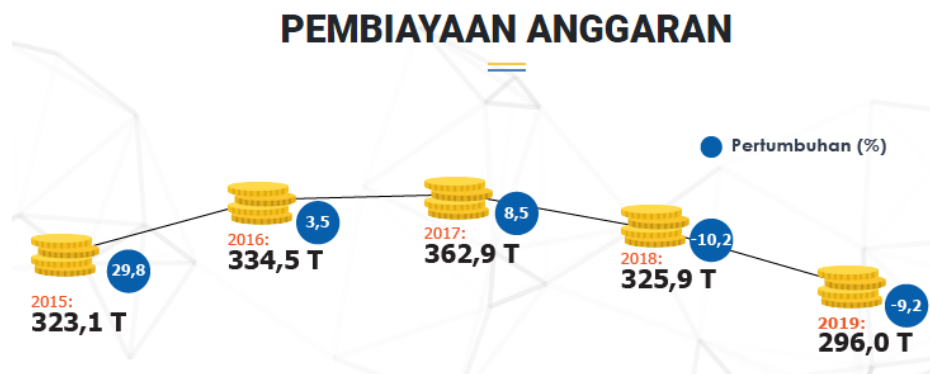 PEMBIAYAAN ANGGARAN
Pertumbuhan (%)
2015:
323,1 T
29,8
2016:
334,5 T
3,5
2017:
362,9 T
8,5
2018:
325,9 T
-10,2
2019:
296,0 T
-9,2